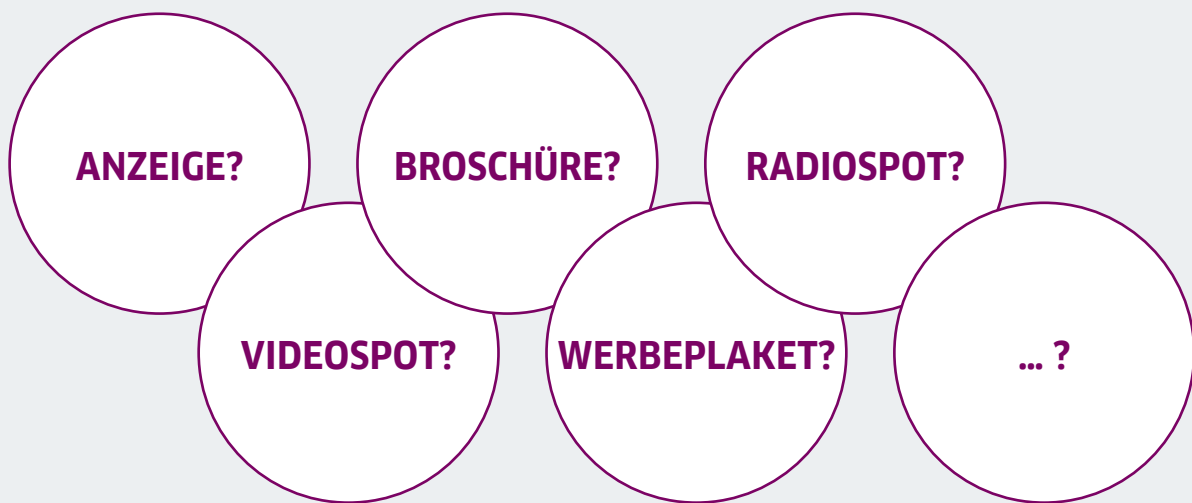 ANZEIGE?
BROSCHÜRE?
RADIOSPOT?
VIDEOSPOT?
WERBEPLAKET?
... ?